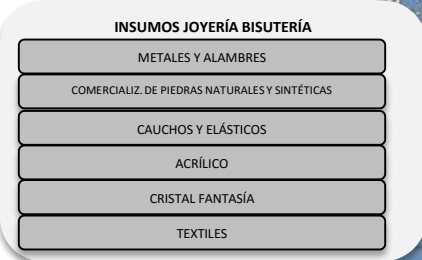 INSUMOS JOYERÍA BISUTERÍA
METALES Y ALAMBRES
COMERCIALIZ. DE PIEDRAS NATURALES Y SINTÉTICAS
CAUCHOS Y ELÁSTICOS
ACRÍLICO
CRISTAL FANTASÍA
TEXTILES